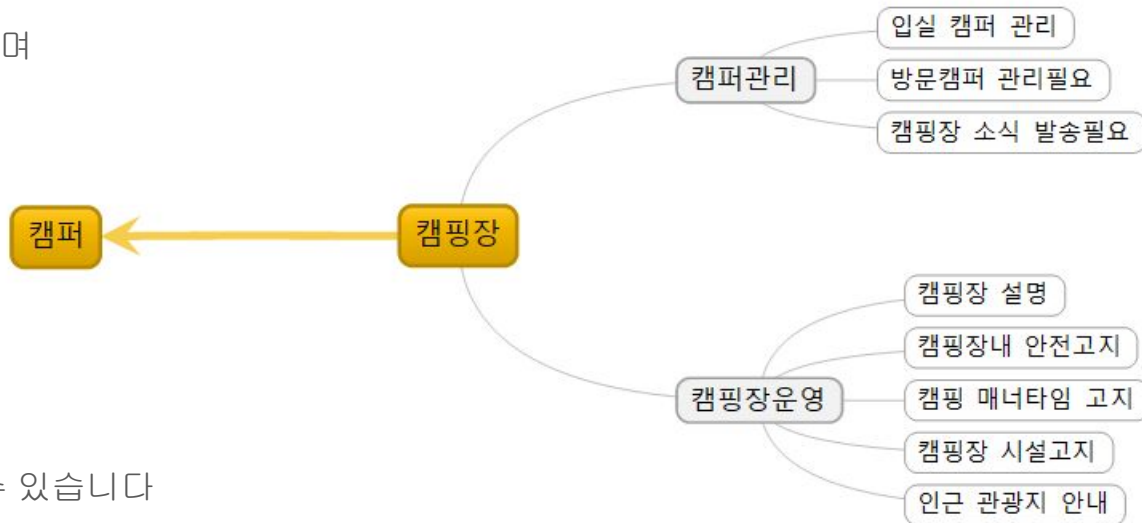 며
입실 캠퍼 관리
캠퍼관리
방문캠퍼 관리필요
캠핑장 소식 발송필요
캠퍼
캠핑장
캠핑장 설명
캠핑장내 안전고지
캠핑장운영
캠핑 매너타임 고지
캠핑장 시설고지
인근 관광지 안내
있습니다